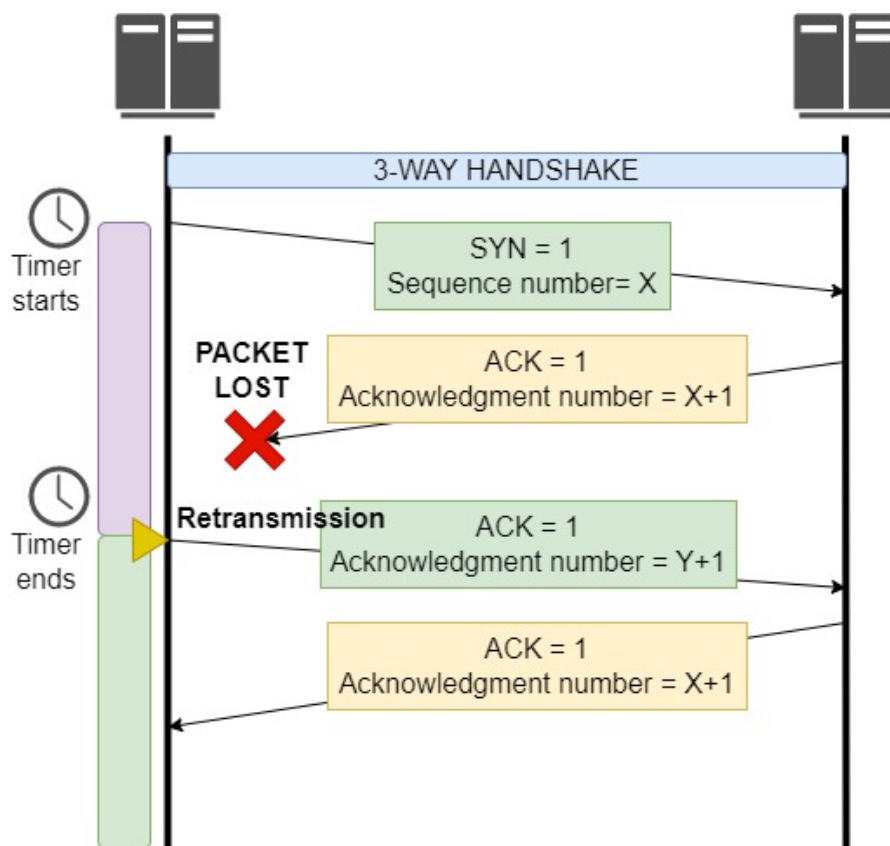 3-WAY HANDSHAKE
Timer
starts
SYN = 1
Sequence number= X
PACKET
LOST
ACK = 1
Acknowledgment number = X+1
Timer
ends
Retransmission
ACK = 1
Acknowledgment number = Y+1
ACK = 1
Acknowledgment number = X+1